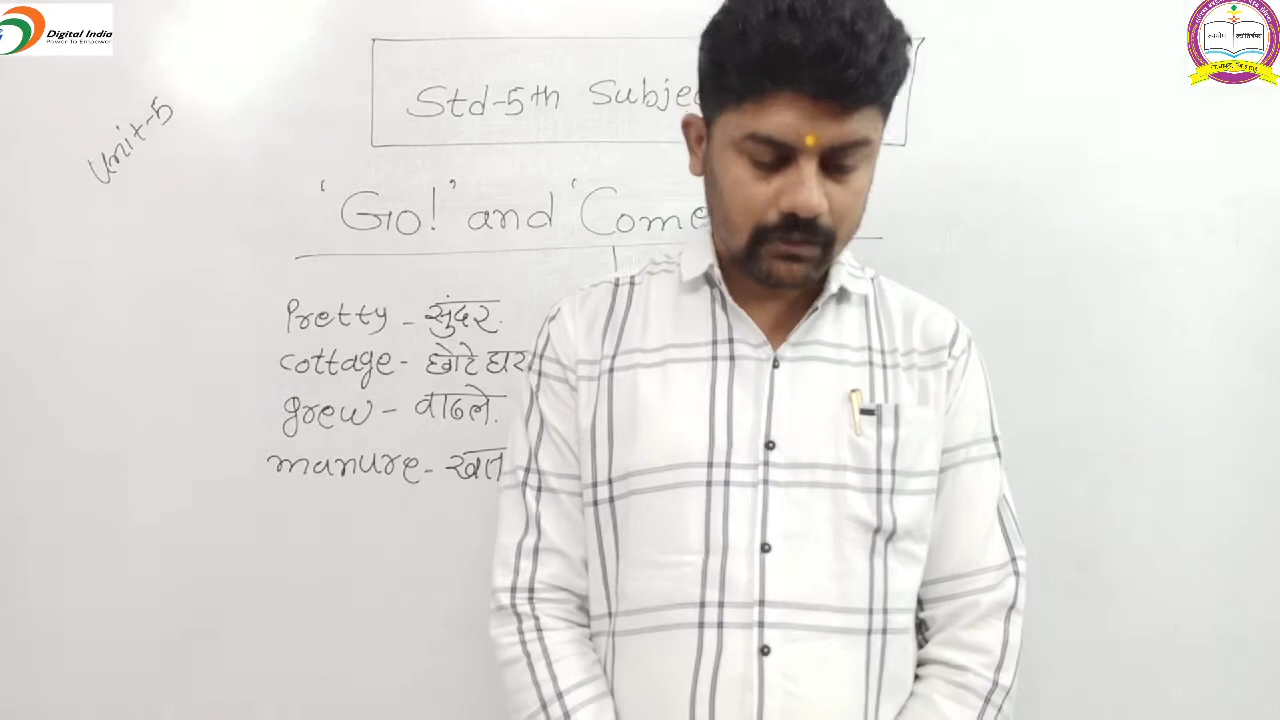 Digital India
Power To Empower
Unit-5
Std-5th Subje
'Go!' and 'Come
Pretty - सुंदर.
cottage - छोटे घर
grew - वाढले.
manure - खत